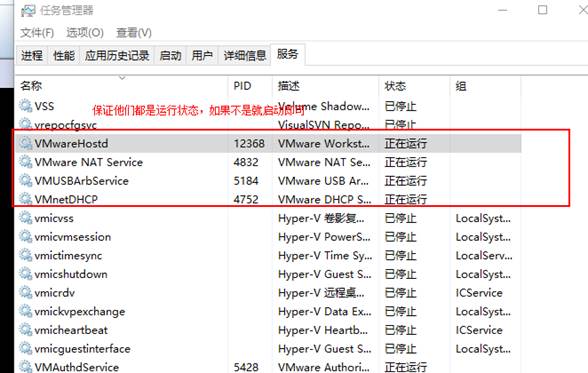 任务管理器
文件(F) 选项(O) 查看(V)
进程 性能 应用历史记录 启动 用户 详细信息 服务
名称 PID 描述 状态 组
VSS Volume Shadow... 已停止
保证他们都是运行状态，如果不是就启动即可
vrepocfgsvc VisualSVN Repo... 已停止
VMwareHostd 12368 VMware Workst... 正在运行
VMware NAT Service 4832 VMware NAT Se... 正在运行
VMUSBArbService 5184 VMware USB Ar... 正在运行
VMnetDHCP 4752 VMware DHCP S... 正在运行
vmicvss Hyper-V 卷影复... 已停止 LocalSyst...
vmicvmsession Hyper-V PowerS... 已停止 LocalSyst...
vmictimesync Hyper-V Time Sy... 已停止 LocalServ...
vmicshutdown Hyper-V Guest S... 已停止 LocalSyst...
vmicrdv Hyper-V 远程桌... 已停止 ICService
vmickvpexchange Hyper-V Data Ex... 已停止 LocalSyst...
vmicheartbeat Hyper-V Heartb... 已停止 ICService
vmicguestinterface Hyper-V Guest S... 已停止 LocalSyst...
VMAuthdService 5428 VMware Authori... 正在运行